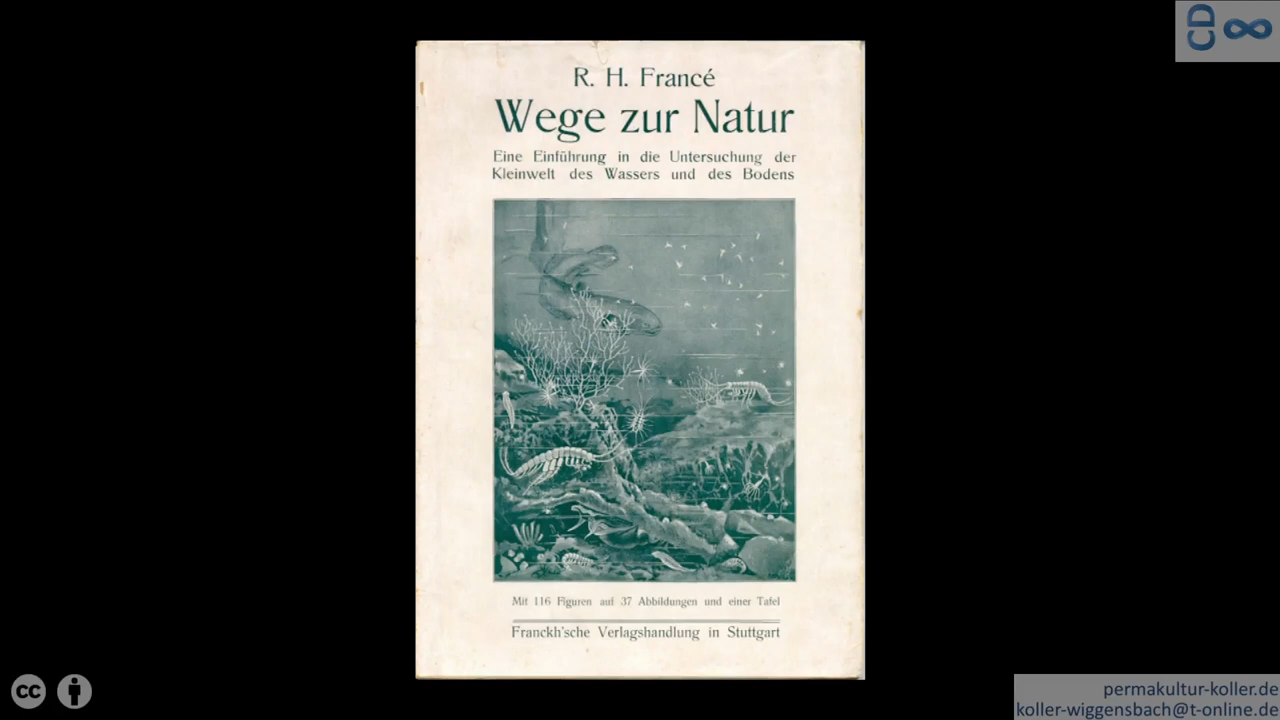 CD
R. H. Francé
Wege zur Natur
Eine Einführung in die Untersuchung der
Kleinwelt des Wassers und des Bodens
Mit 116 Figuren auf 37 Abbildungen und einer Tafel
Franckh'sche Verlagshandlung in Stuttgart
cc
permakultur-koller.de
koller-wiggensbach@t-online.de